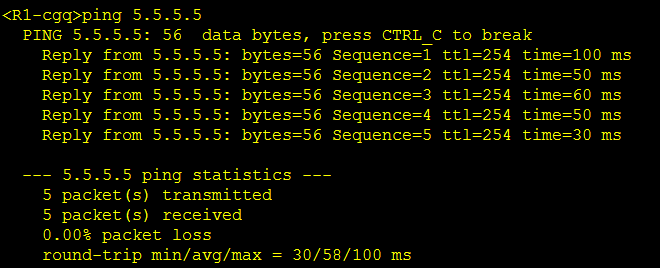 <R1-cgq>ping 5.5.5.5
PING 5.5.5.5: 56  data bytes, press CTRL_C to break
Reply from 5.5.5.5: bytes=56 Sequence=1 ttl=254 time=100 ms
Reply from 5.5.5.5: bytes=56 Sequence=2 ttl=254 time=50 ms
Reply from 5.5.5.5: bytes=56 Sequence=3 ttl=254 time=60 ms
Reply from 5.5.5.5: bytes=56 Sequence=4 ttl=254 time=50 ms
Reply from 5.5.5.5: bytes=56 Sequence=5 ttl=254 time=30 ms
--- 5.5.5.5 ping statistics ---
5 packet(s) transmitted
5 packet(s) received
0.00% packet loss
round-trip min/avg/max = 30/58/100 ms